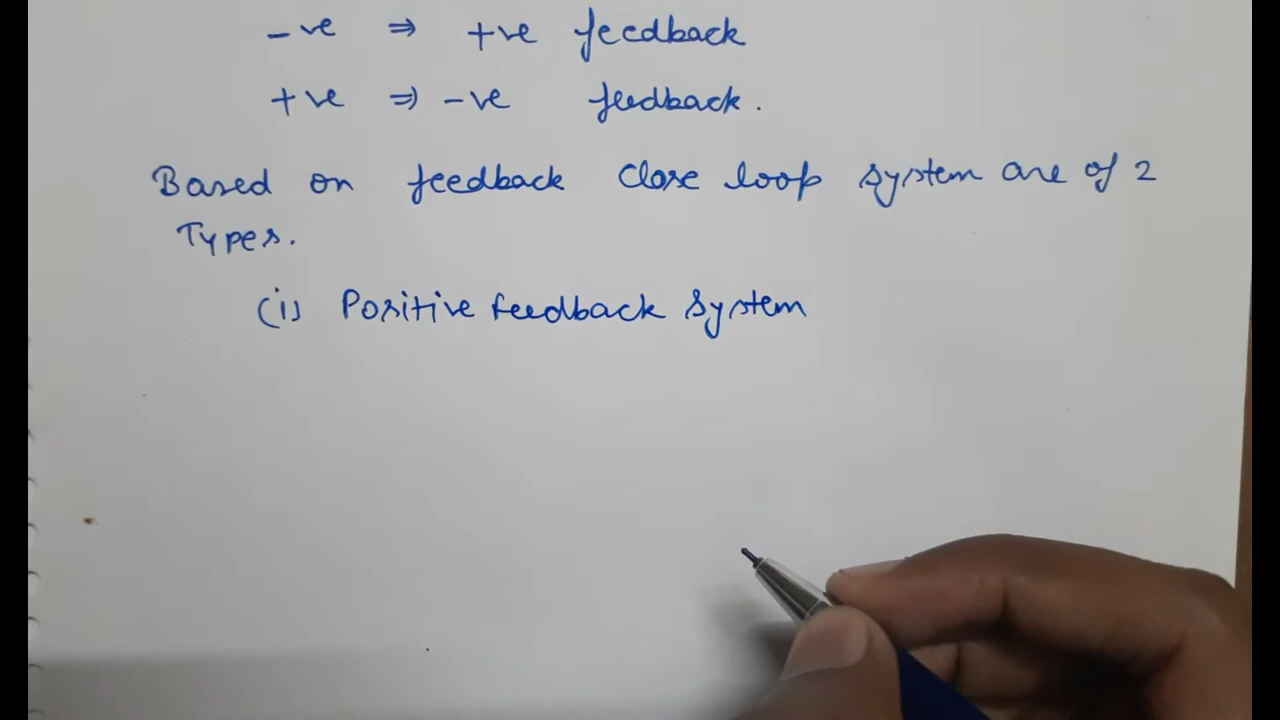 -ve ⇒ +ve feedback
+ve ⇒ -ve feedback.
Based on feedback Close loop system are of 2
Types.
(i) Positive feedback system